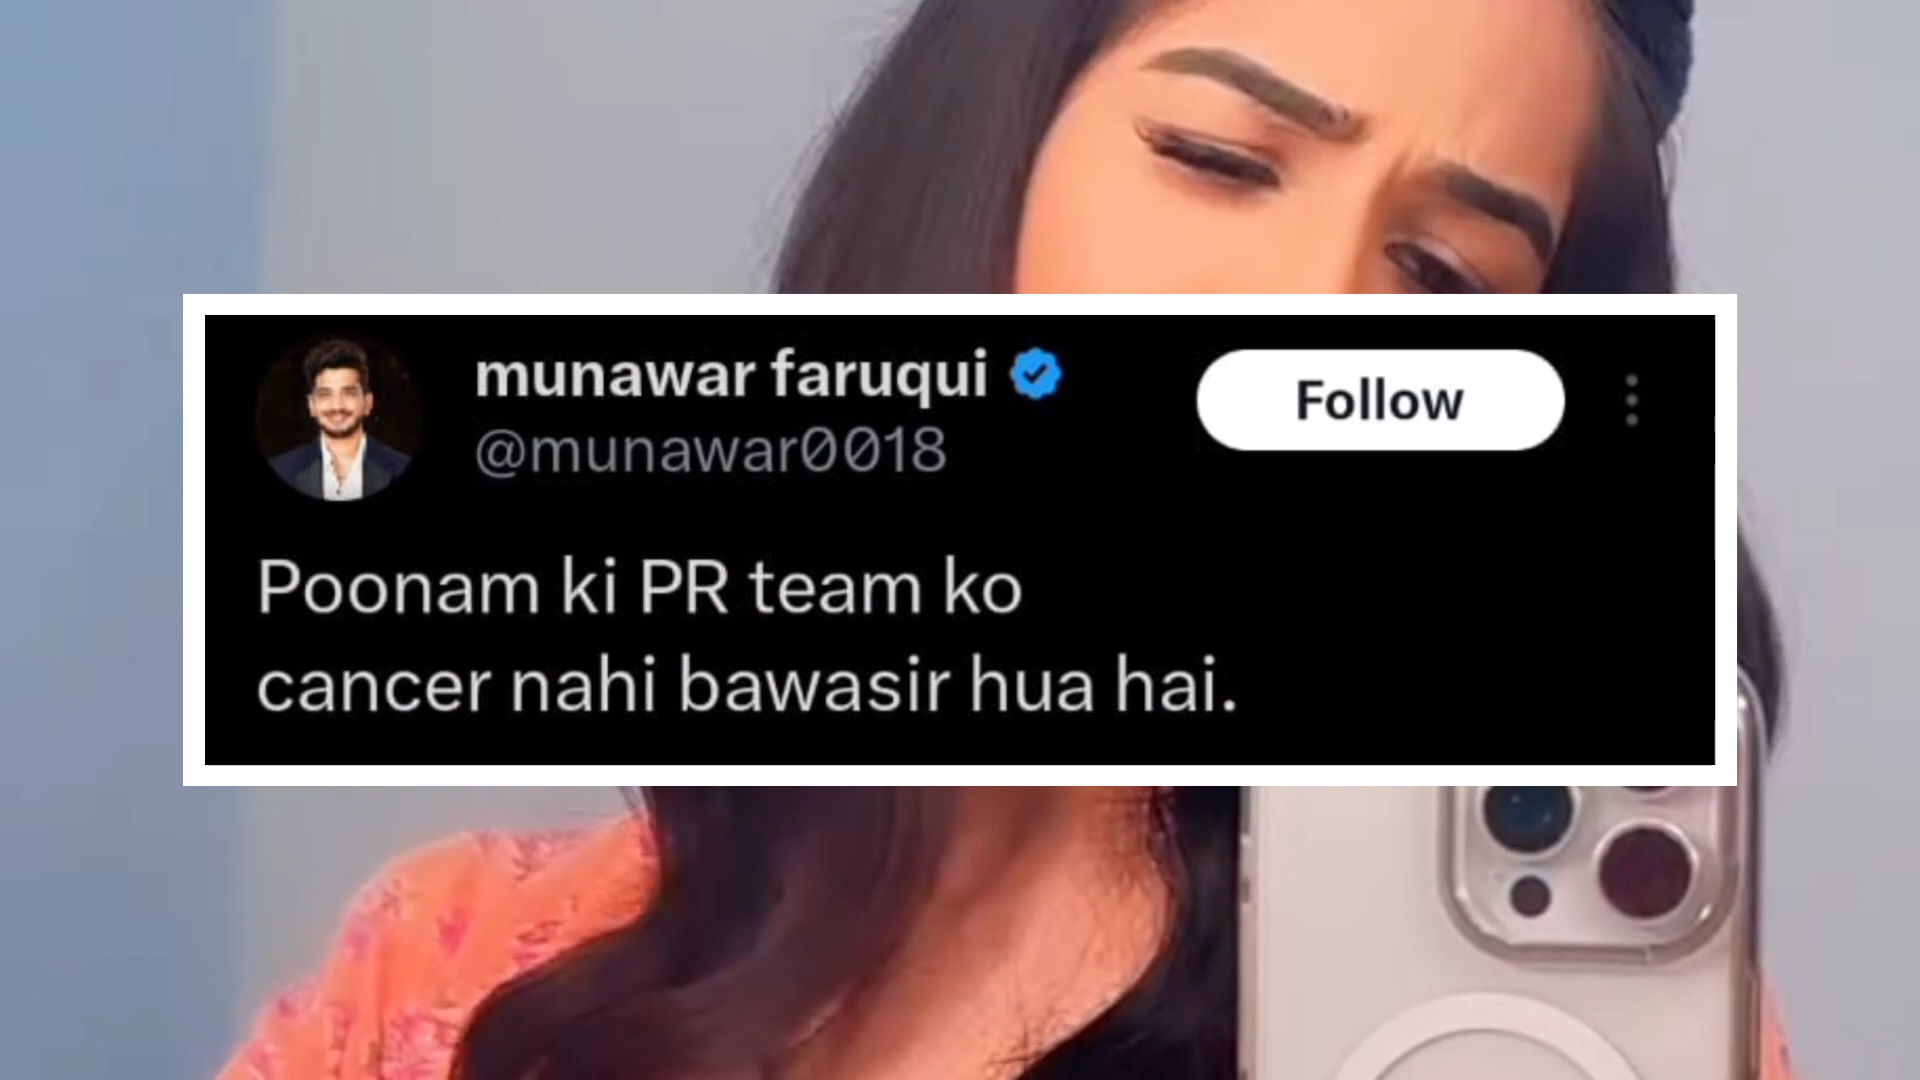 munawar faruqui
Follow
@munawar0018
Poonam ki PR team ko
cancer nahi bawasir hua hai.